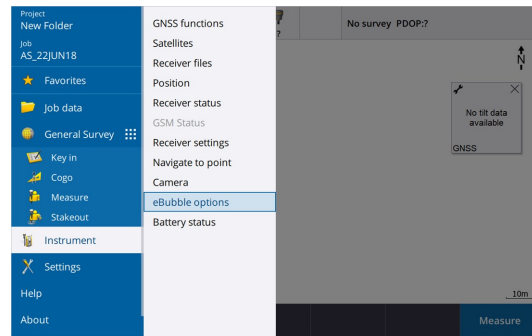 Project
New Folder
Job
AS_22JUN18
Favorites
Job data
General Survey
Key in
Cogo
Measure
Stakeout
Instrument
Settings
Help
About
GNSS functions
Satellites
Receiver files
Position
Receiver status
GSM Status
Receiver settings
Navigate to point
Camera
eBubble options
Battery status
?
No survey PDOP:?
N
No tilt data
available
GNSS
10m
Measure